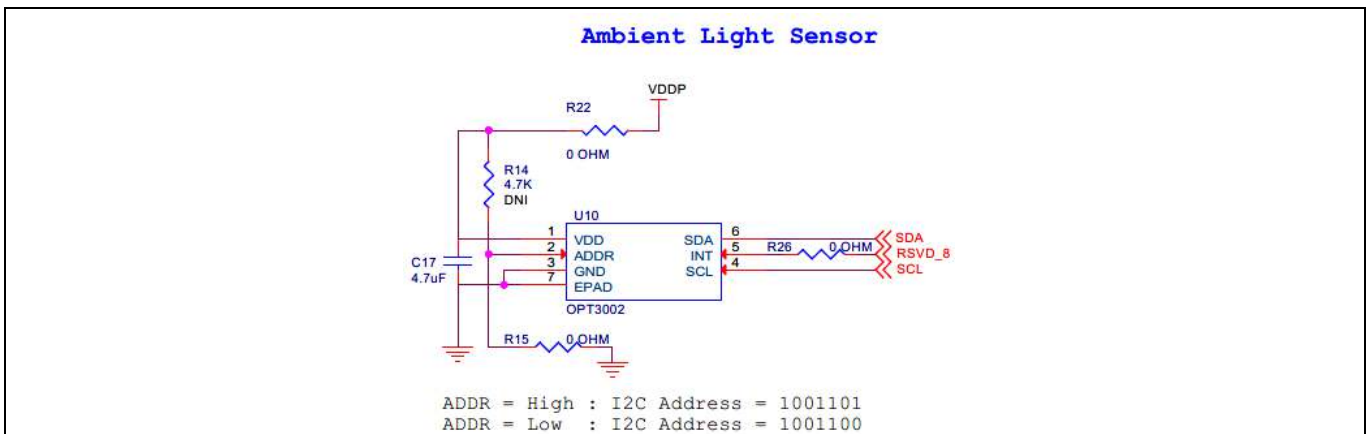 Ambient Light Sensor
VDDP
R22
0 OHM
R14
4.7K
DNI
U10
1 VDD SDA 6 SDA
2 ADDR INT 5 R26 0 OHM RSVD_8
3 GND SCL 4 SCL
7 EPAD
C17
4.7uF
OPT3002
R15 0 OHM
ADDR = High : I2C Address = 1001101
ADDR = Low : I2C Address = 1001100